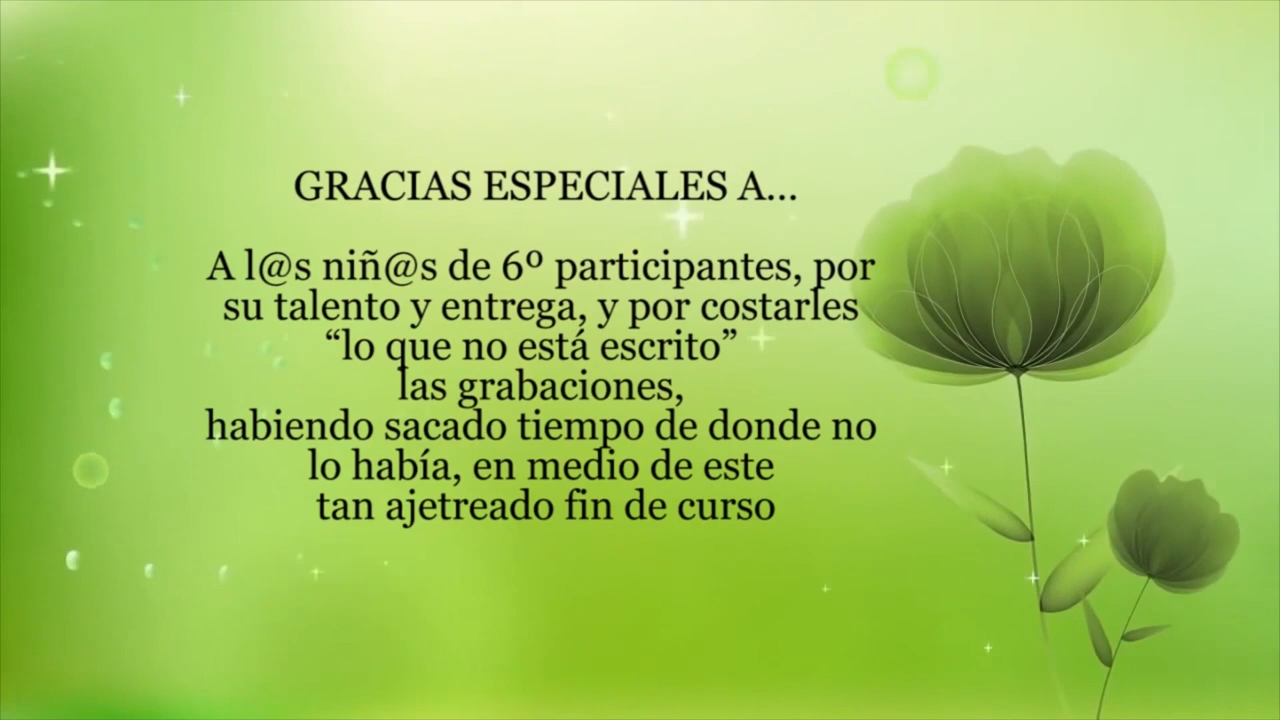 GRACIAS ESPECIALES A...
A l@s niñ@s de 6º participantes, por
su talento y entrega, y por costarles
“lo que no está escrito”
las grabaciones,
habiendo sacado tiempo de donde no
lo había, en medio de este
tan ajetreado fin de curso